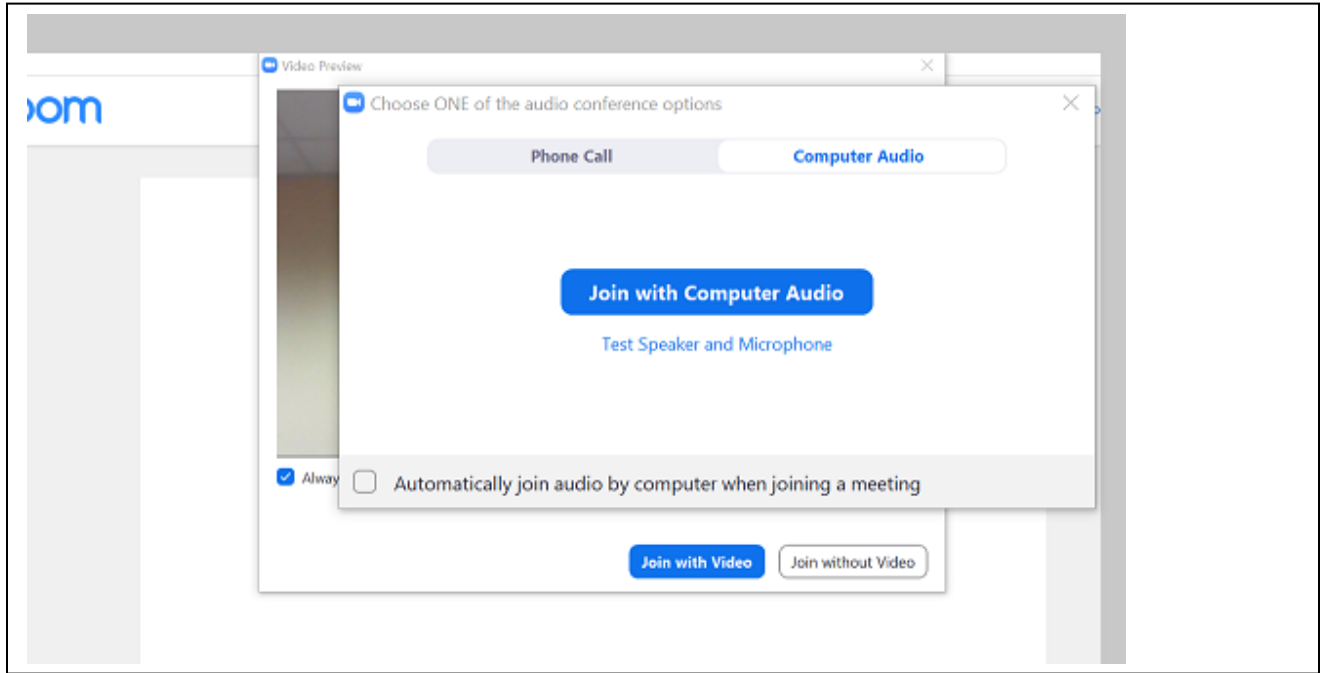 Video Preview
oom
Choose ONE of the audio conference options
Phone Call Computer Audio
Join with Computer Audio
Test Speaker and Microphone
Alway
Automatically join audio by computer when joining a meeting
Join with Video Join without Video